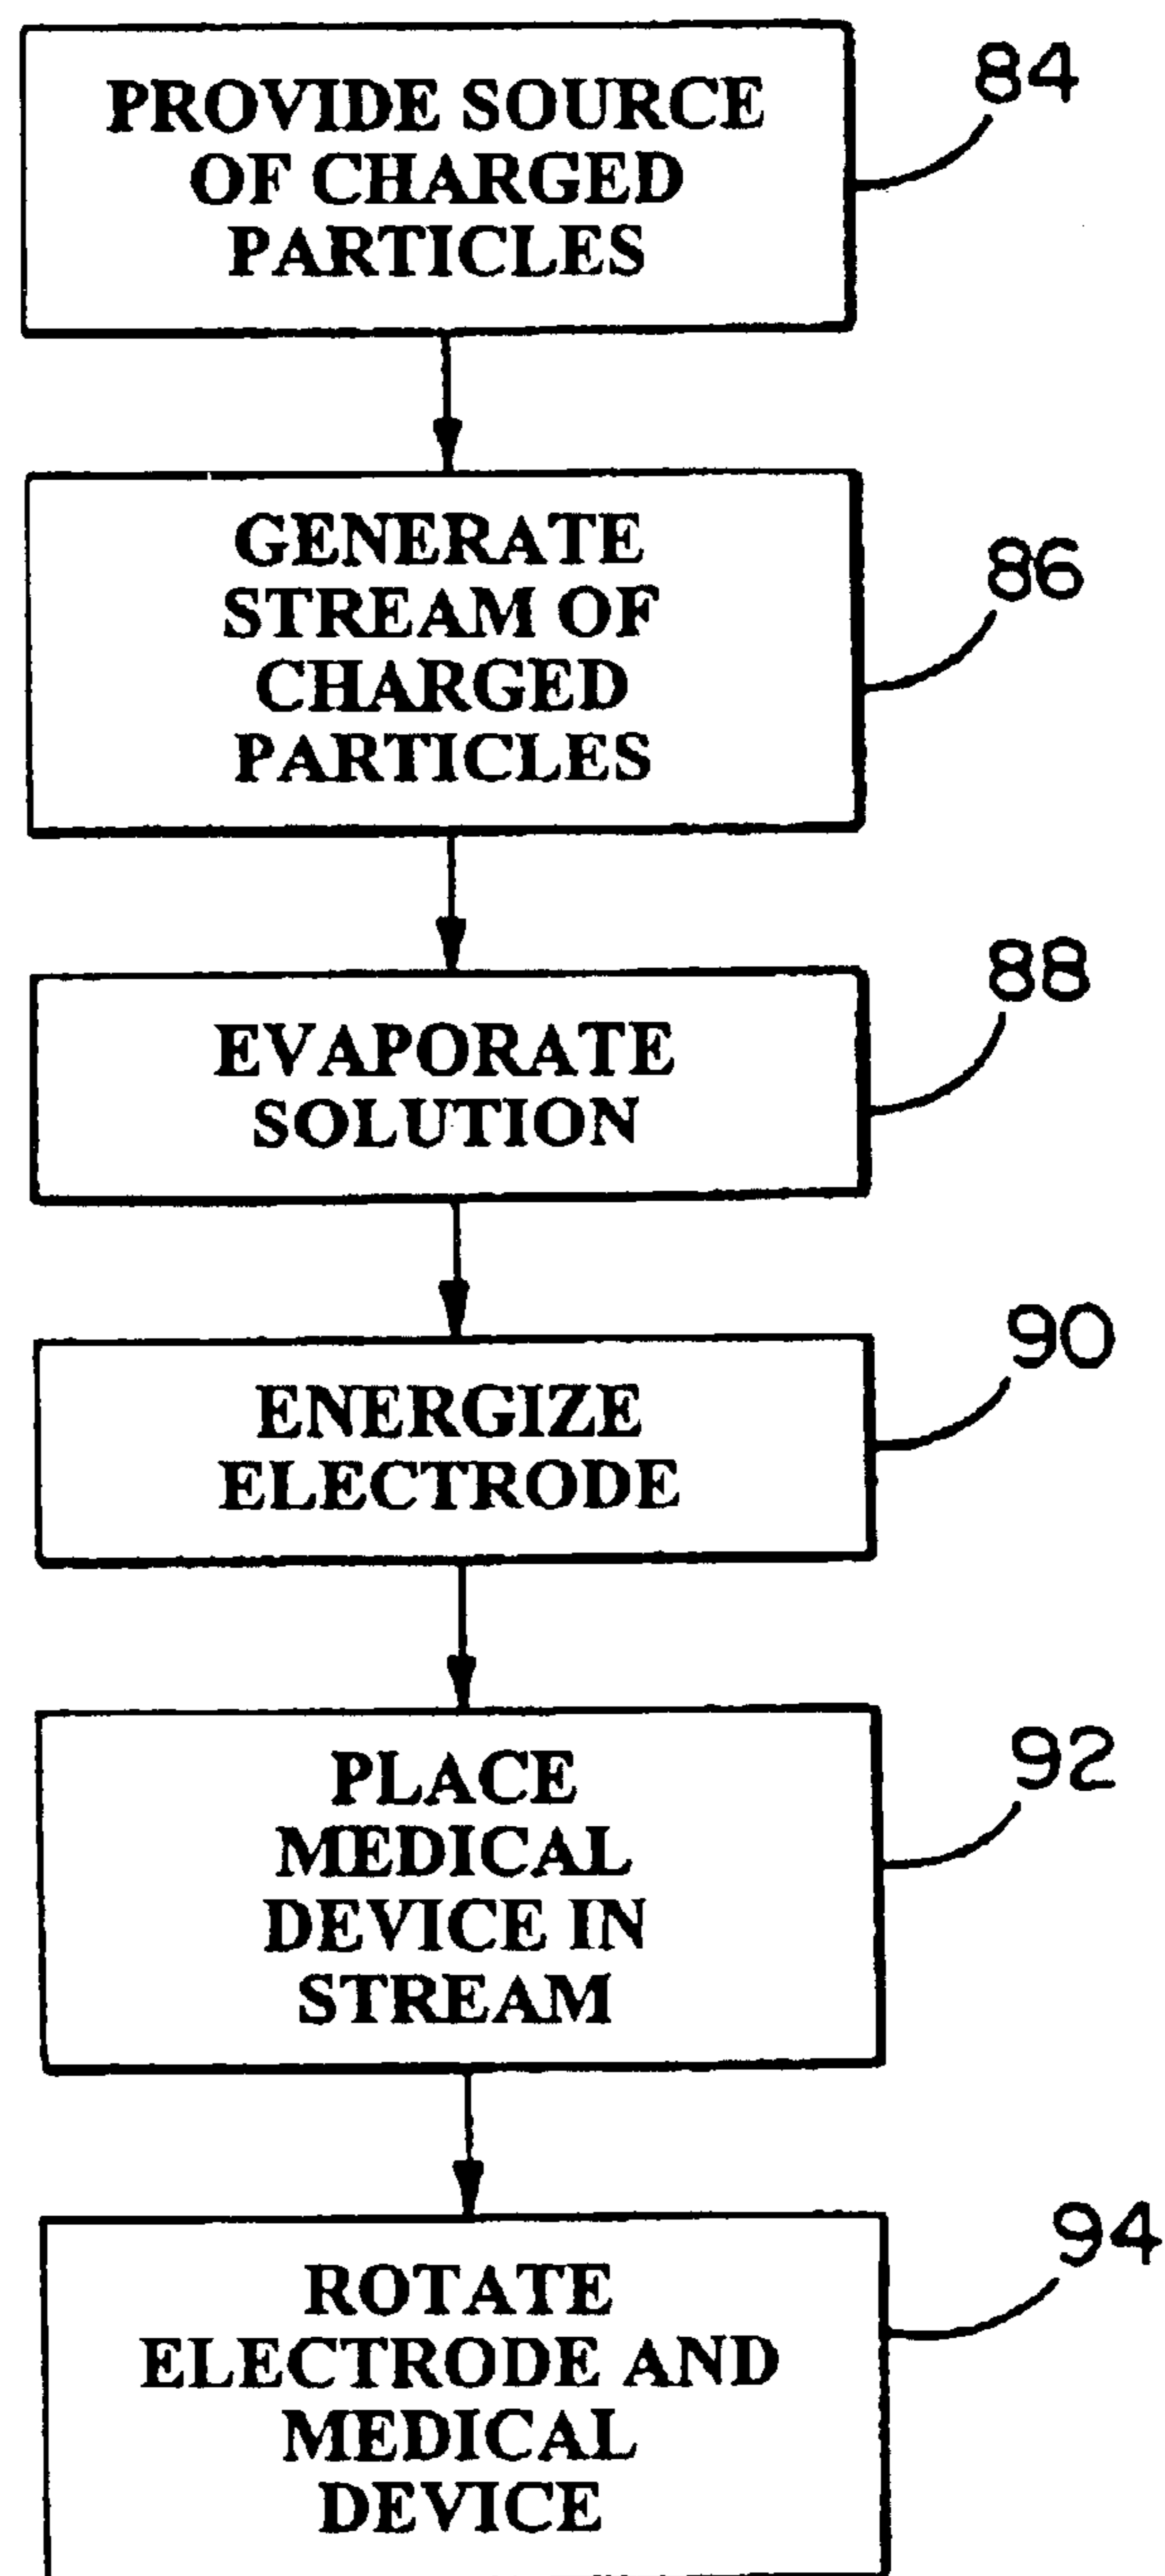 PROVIDE SOURCE
OF CHARGED
PARTICLES
84
GENERATE
STREAM OF
CHARGED
PARTICLES
86
EVAPORATE
SOLUTION
88
ENERGIZE
ELECTRODE
90
PLACE
MEDICAL
DEVICE IN
STREAM
92
ROTATE
ELECTRODE AND
MEDICAL
DEVICE
94